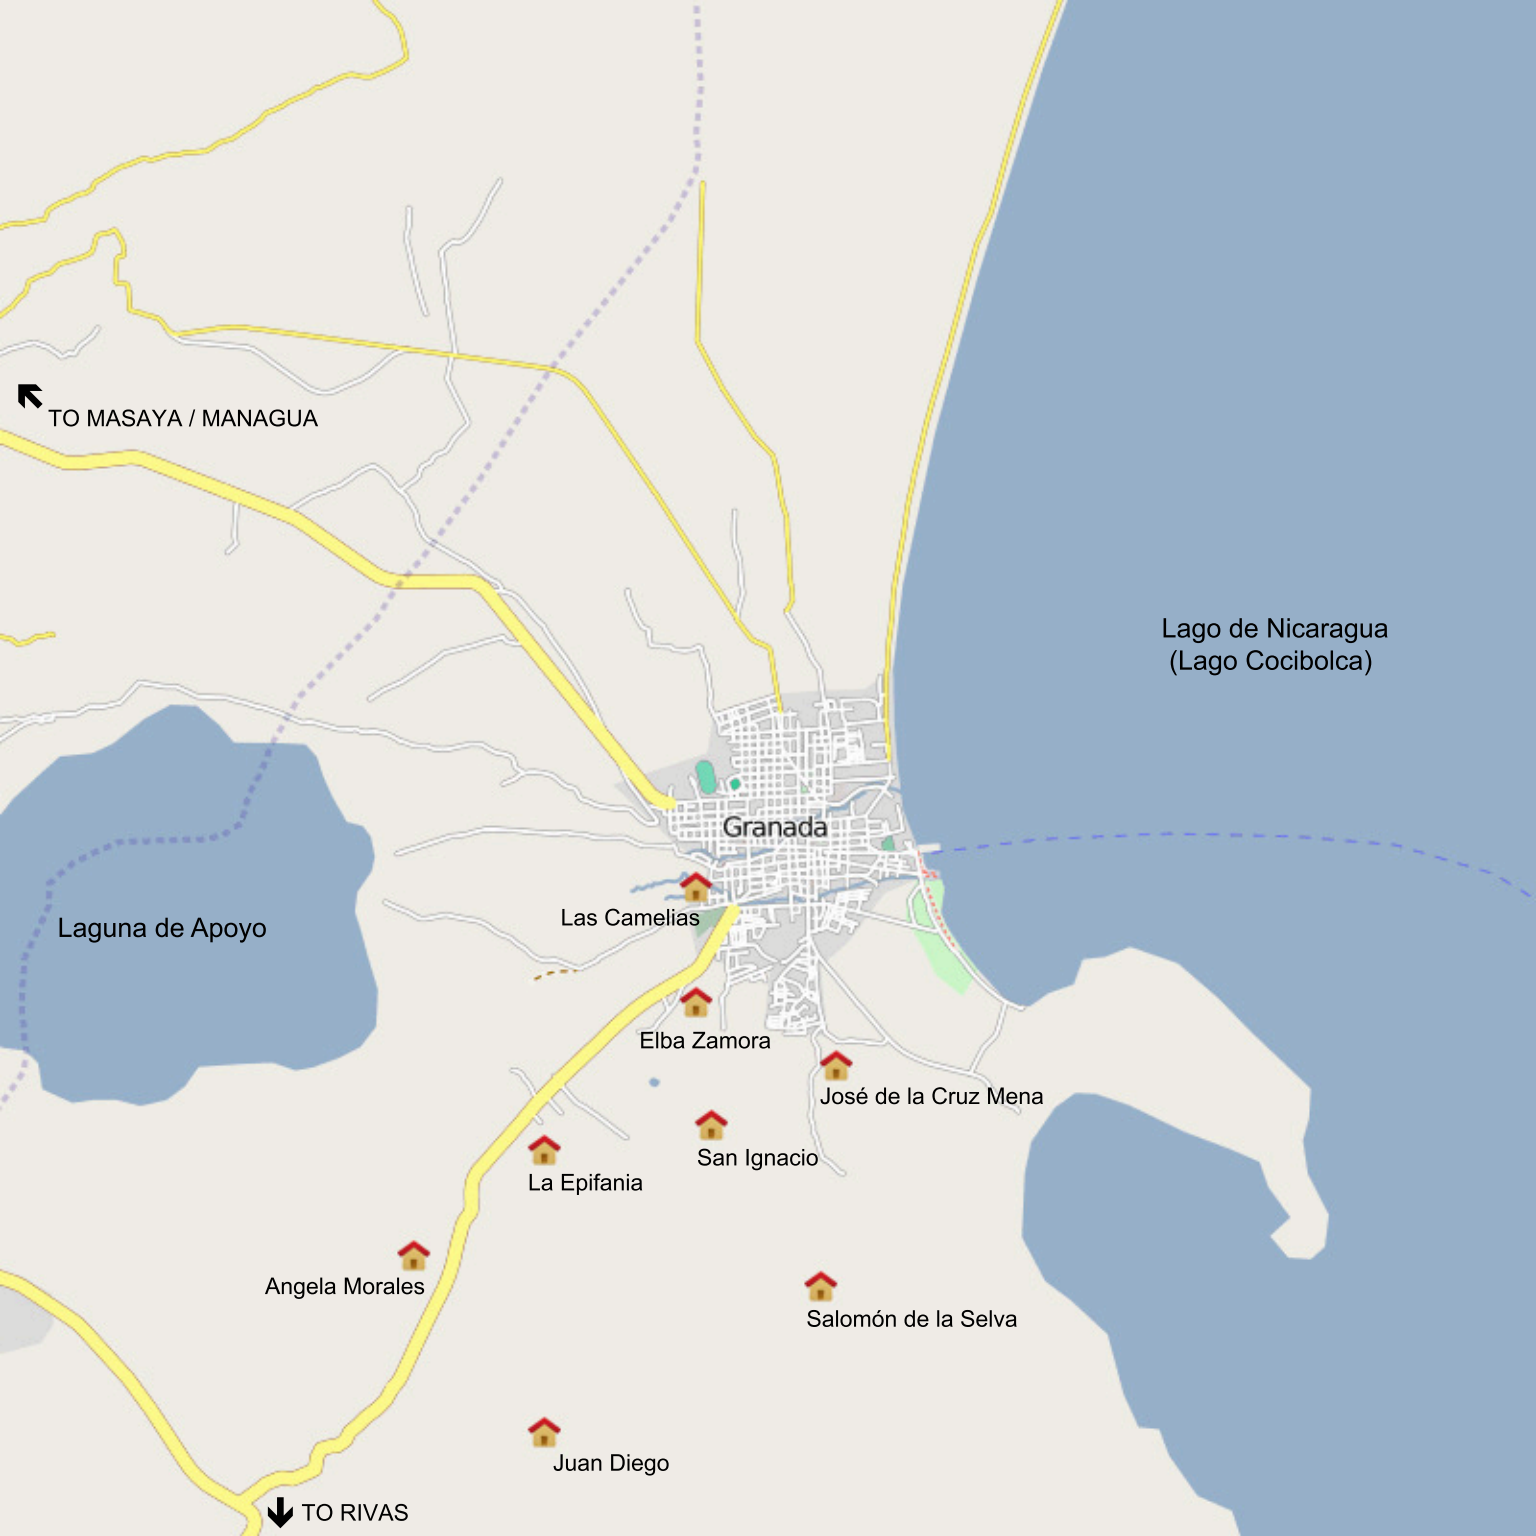 TO MASAYA / MANAGUA
Lago de Nicaragua
(Lago Cocibolca)
Granada
Las Camelias
Laguna de Apoyo
Elba Zamora
José de la Cruz Mena
San Ignacio
La Epifania
Angela Morales
Salomón de la Selva
Juan Diego
TO RIVAS